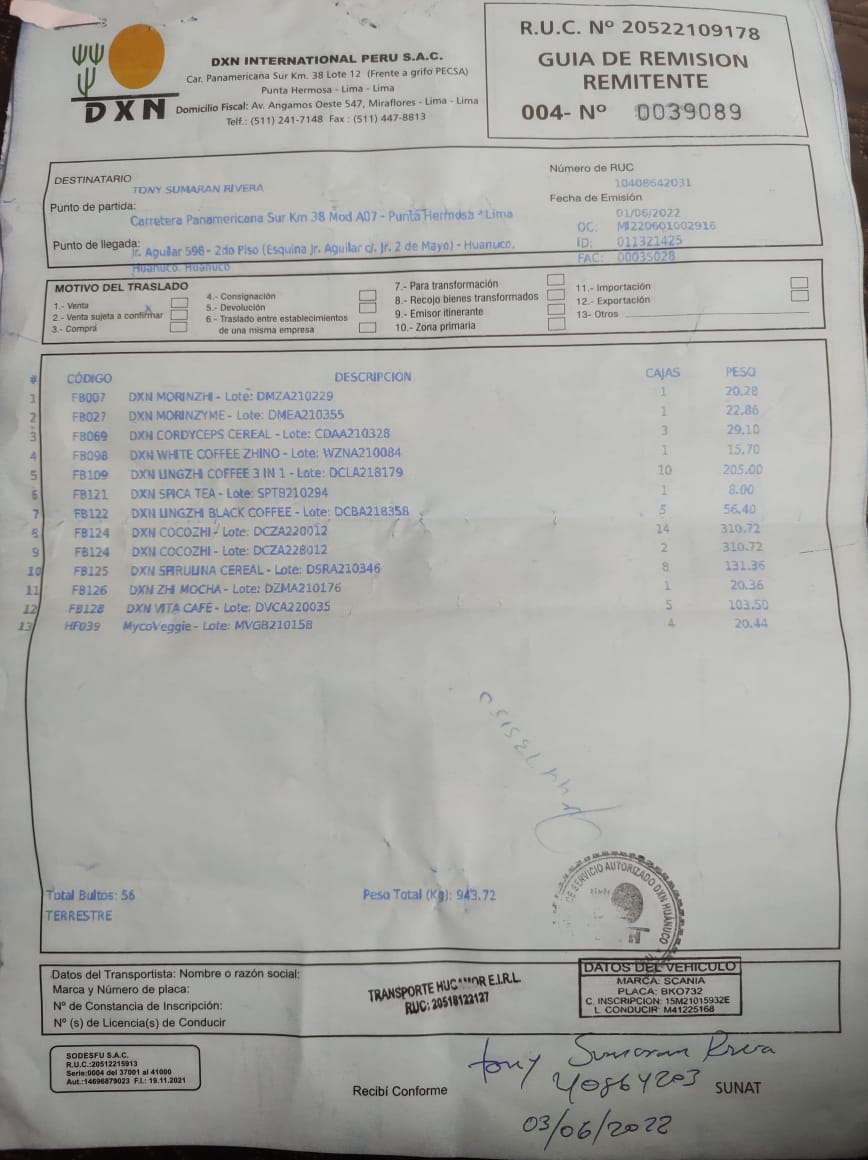 DXN
DXN INTERNATIONAL PERU S.A.C.
Car. Panamericana Sur Km. 38 Lote 12 (Frente a grifo PECSA)
Punta Hermosa - Lima - Lima
Domicilio Fiscal: Av. Angamos Oeste 547, Miraflores - Lima - Lima
Telf.: (511) 241-7148 Fax : (511) 447-8813
R.U.C. Nº 20522109178
GUIA DE REMISION
REMITENTE
004- Nº 0039089
DESTINATARIO
TONY SUMARAN RIVERA
Punto de partida:
Carretera Panamericana Sur Km 38 Mod A07 - Punta Hermosa - Lima
Punto de llegada:
Jr. Aguilar 598- 2do Piso (Esquina Jr. Aguilar c/. Jr. 2 de Mayo) - Huanuco.
Huanuco. Huanuco
Número de RUC
10408642031
Fecha de Emisión
01/06/2022
OC: MI220601002916
ID: 011321425
FAC: 00035028
MOTIVO DEL TRASLADO
1.- Venta
2.- Venta sujeta a confirmar X
3.- Compra
4.- Consignación
5.- Devolución
6.- Traslado entre establecimientos
de una misma empresa
7.- Para transformación
8.- Recojo bienes transformados
9.- Emisor itinerante
10.- Zona primaria
11.- Importación
12.- Exportación
13- Otros
# CÓDIGO DESCRIPCION CAJAS PESO
1 FB007 DXN MORINZHI - Lote: DMZA210229 1 20.28
2 FB027 DXN MORINZYME - Lote: DMEA210355 1 22.86
3 FB069 DXN CORDYCEPS CEREAL - Lote: CDAA210328 3 29.10
4 FB098 DXN WHITE COFFEE ZHINO - Lote: WZNA210084 1 15.70
5 FB109 DXN LINGZHI COFFEE 3 IN 1 - Lote: DCLA218179 10 205.00
6 FB121 DXN SPICA TEA - Lote: SPTB210294 1 8.00
7 FB122 DXN LINGZHI BLACK COFFEE - Lote: DCBA218358 5 56.40
8 FB124 DXN COCOZHI - Lote: DCZA220012 14 310.72
9 FB124 DXN COCOZHI - Lote: DCZA228012 2 310.72
10 FB125 DXN SPIRULINA CEREAL - Lote: DSRA210346 8 131.36
11 FB126 DXN ZHI MOCHA - Lote: DZMA210176 1 20.36
12 FB128 DXN VITA CAFÉ - Lote: DVCA220035 5 103.50
13 HF039 MycoVeggie - Lote: MVGB210158 4 20.44
Total Bultos: 56
Peso Total (Kg): 943.72
TERRESTRE
DE SERVICIO AUTORIZADO DXN HUANUCO
Datos del Transportista: Nombre o razón social:
Marca y Número de placa:
Nº de Constancia de Inscripción:
Nº (s) de Licencia(s) de Conducir
TRANSPORTE HUCAMOR E.I.R.L.
RUC: 20518122127
DATOS DEL VEHICULO
MARCA: SCANIA
PLACA: BKO732
C. INSCRIPCION: 15M21015932E
L. CONDUCIR: M41225168
SODESFU S.A.C.
R.U.C.:20512215913
Serie:0004 del 37001 al 41000
Aut.:14696879023 F.I.: 19.11.2021
Recibí Conforme
Tony Sumaran Rivera
40864203
SUNAT
03/06/2022